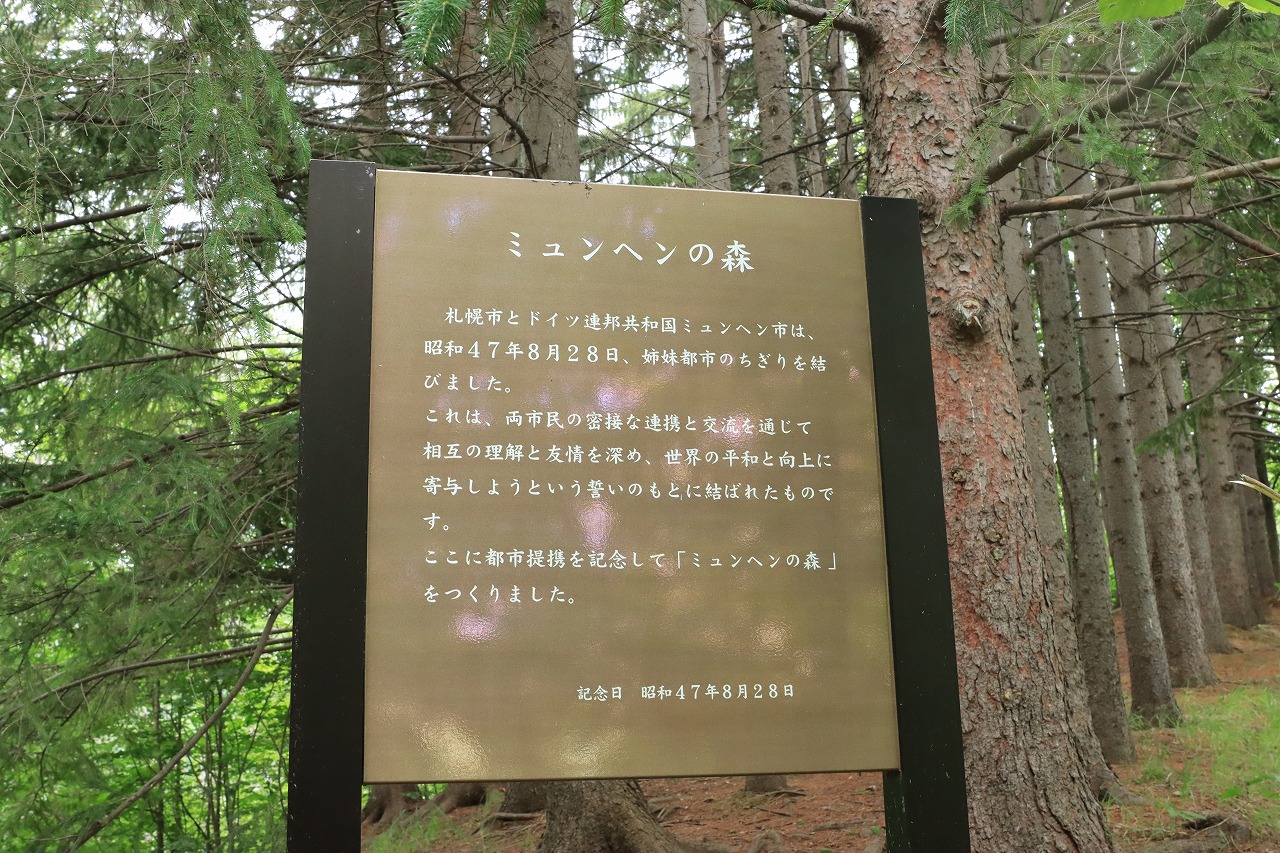 ミュンヘンの森
札幌市とドイツ連邦共和国ミュンヘン市は、
昭和４７年８月２８日、姉妹都市のちぎりを結
びました。
これは、両市民の密接な連携と交流を通じて
相互の理解と友情を深め、世界の平和と向上に
寄与しようという誓いのもとに結ばれたもので
す。
ここに都市提携を記念して「ミュンヘンの森」
をつくりました。
記念日　昭和４７年８月２８日